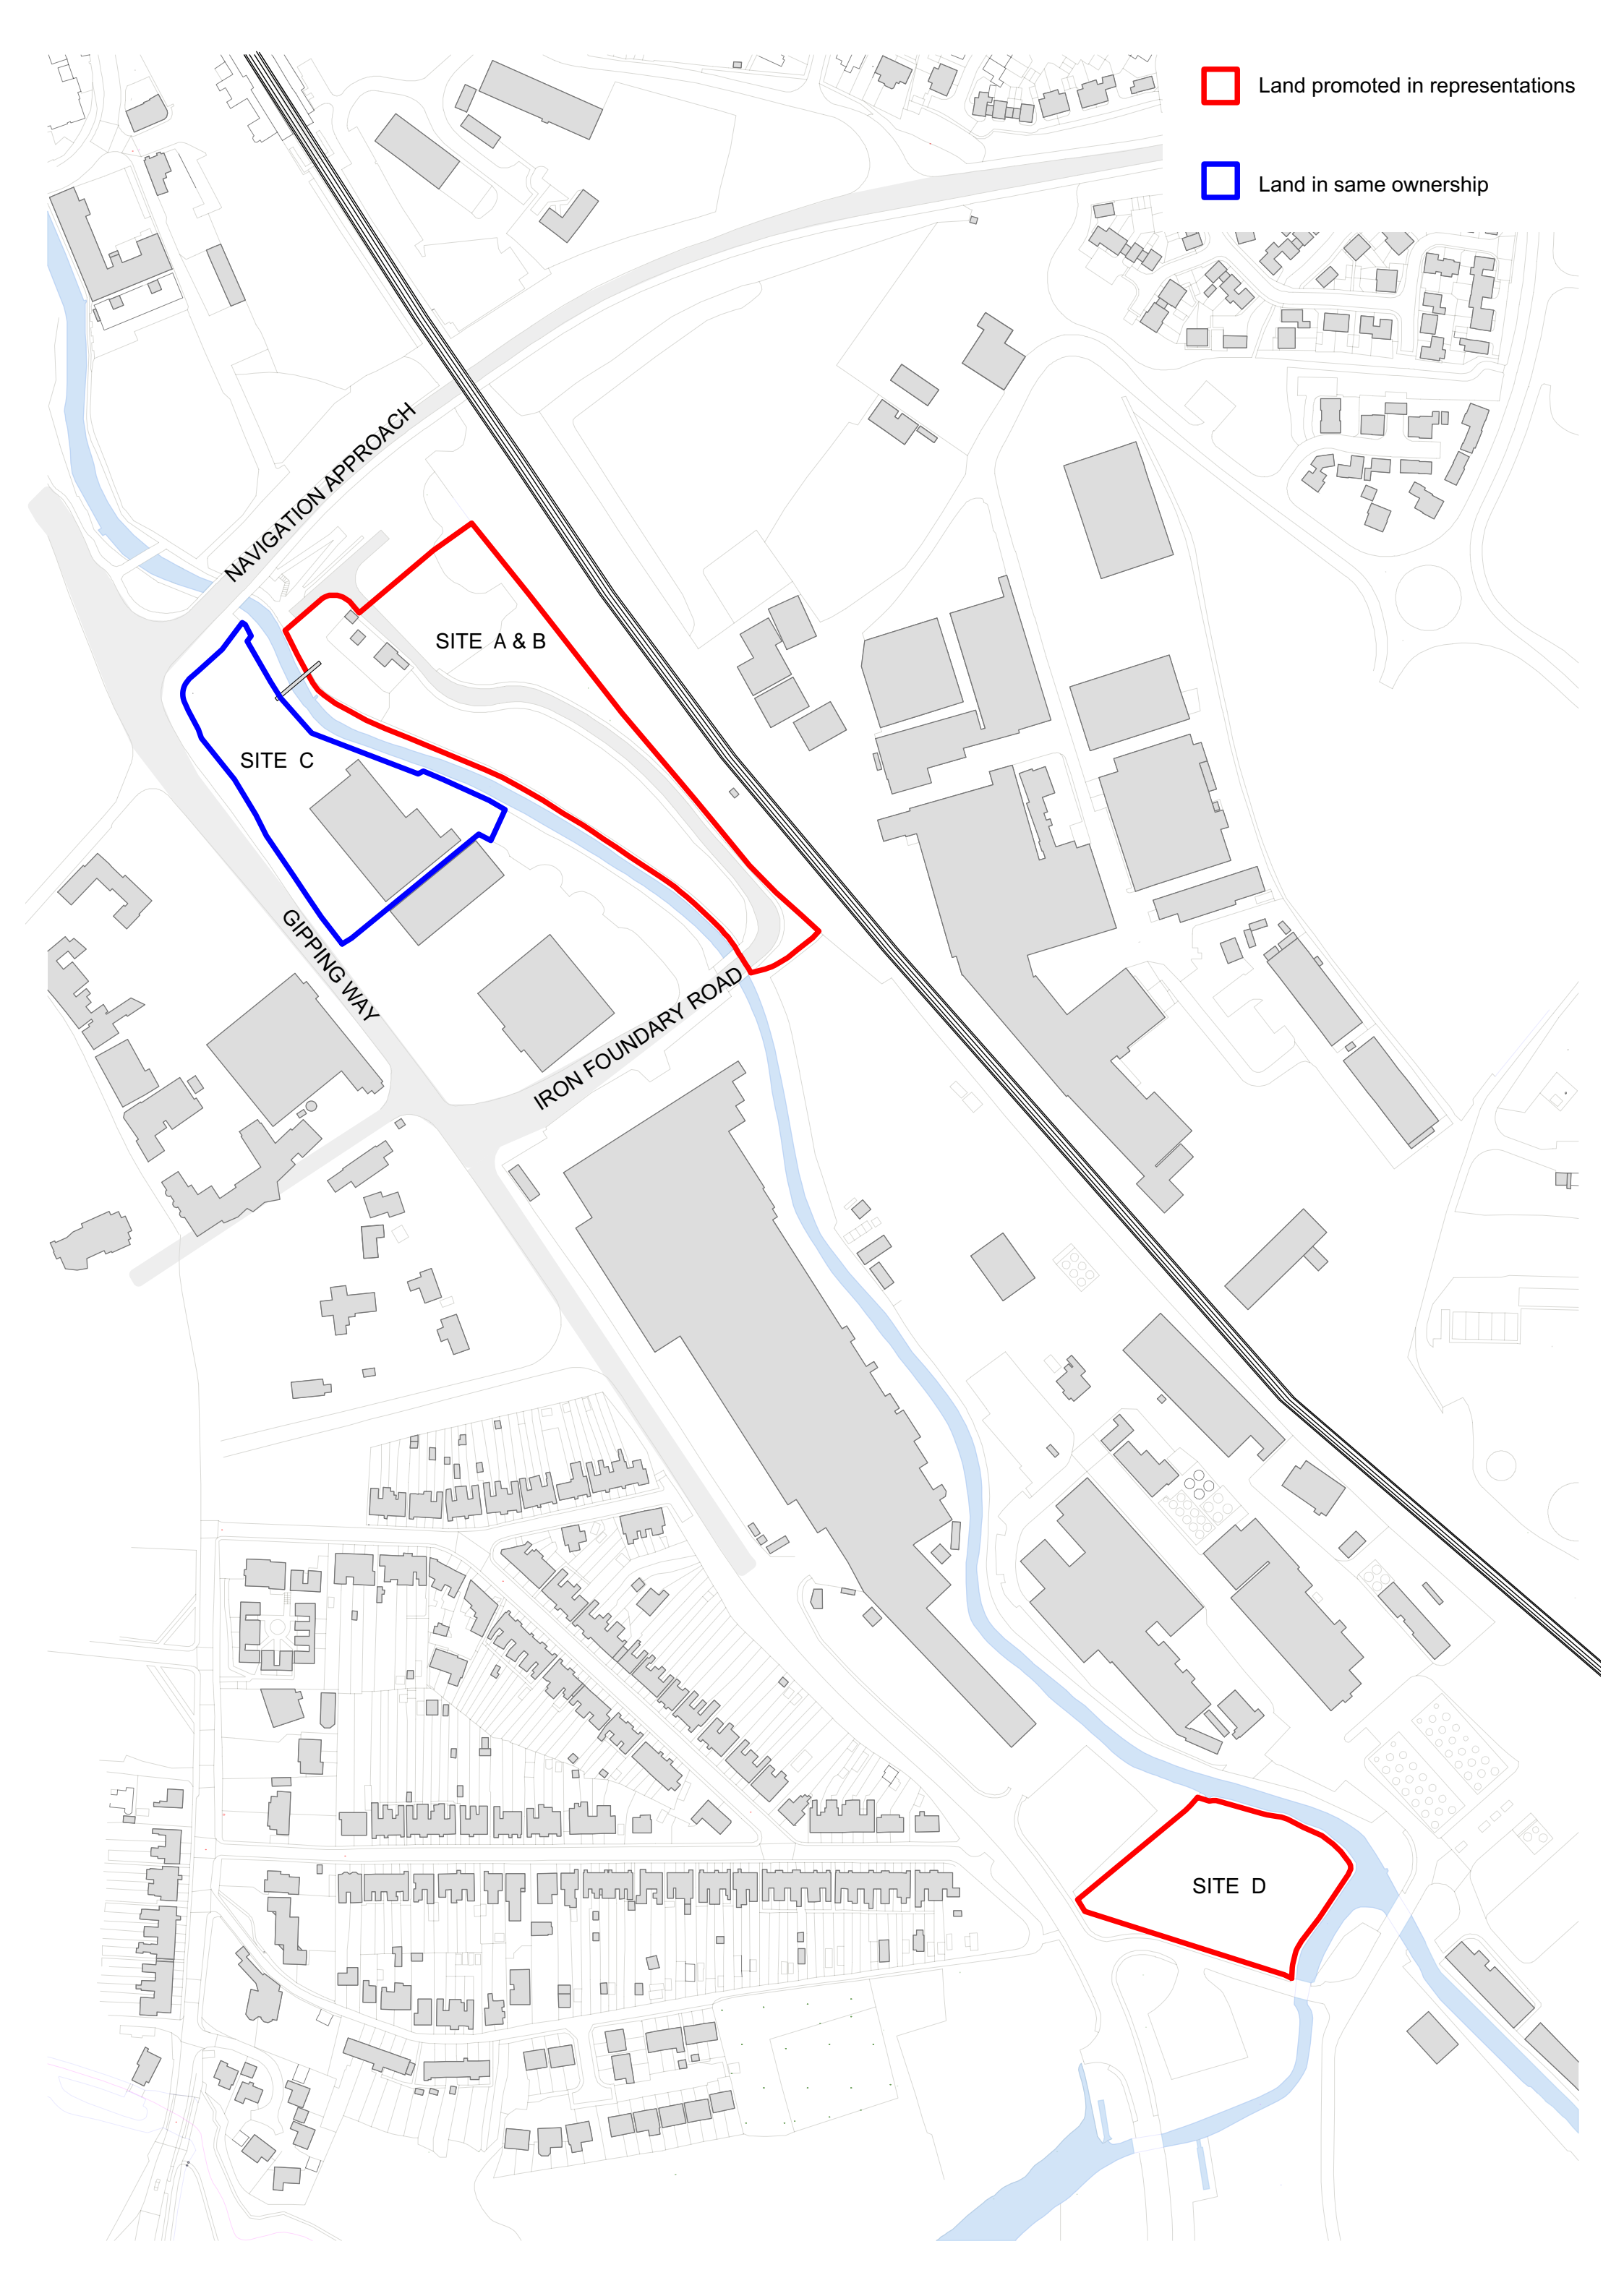 Land promoted in representations
Land in same ownership
NAVIGATION APPROACH
SITE A & B
SITE C
GIPPING WAY
IRON FOUNDARY ROAD
SITE D